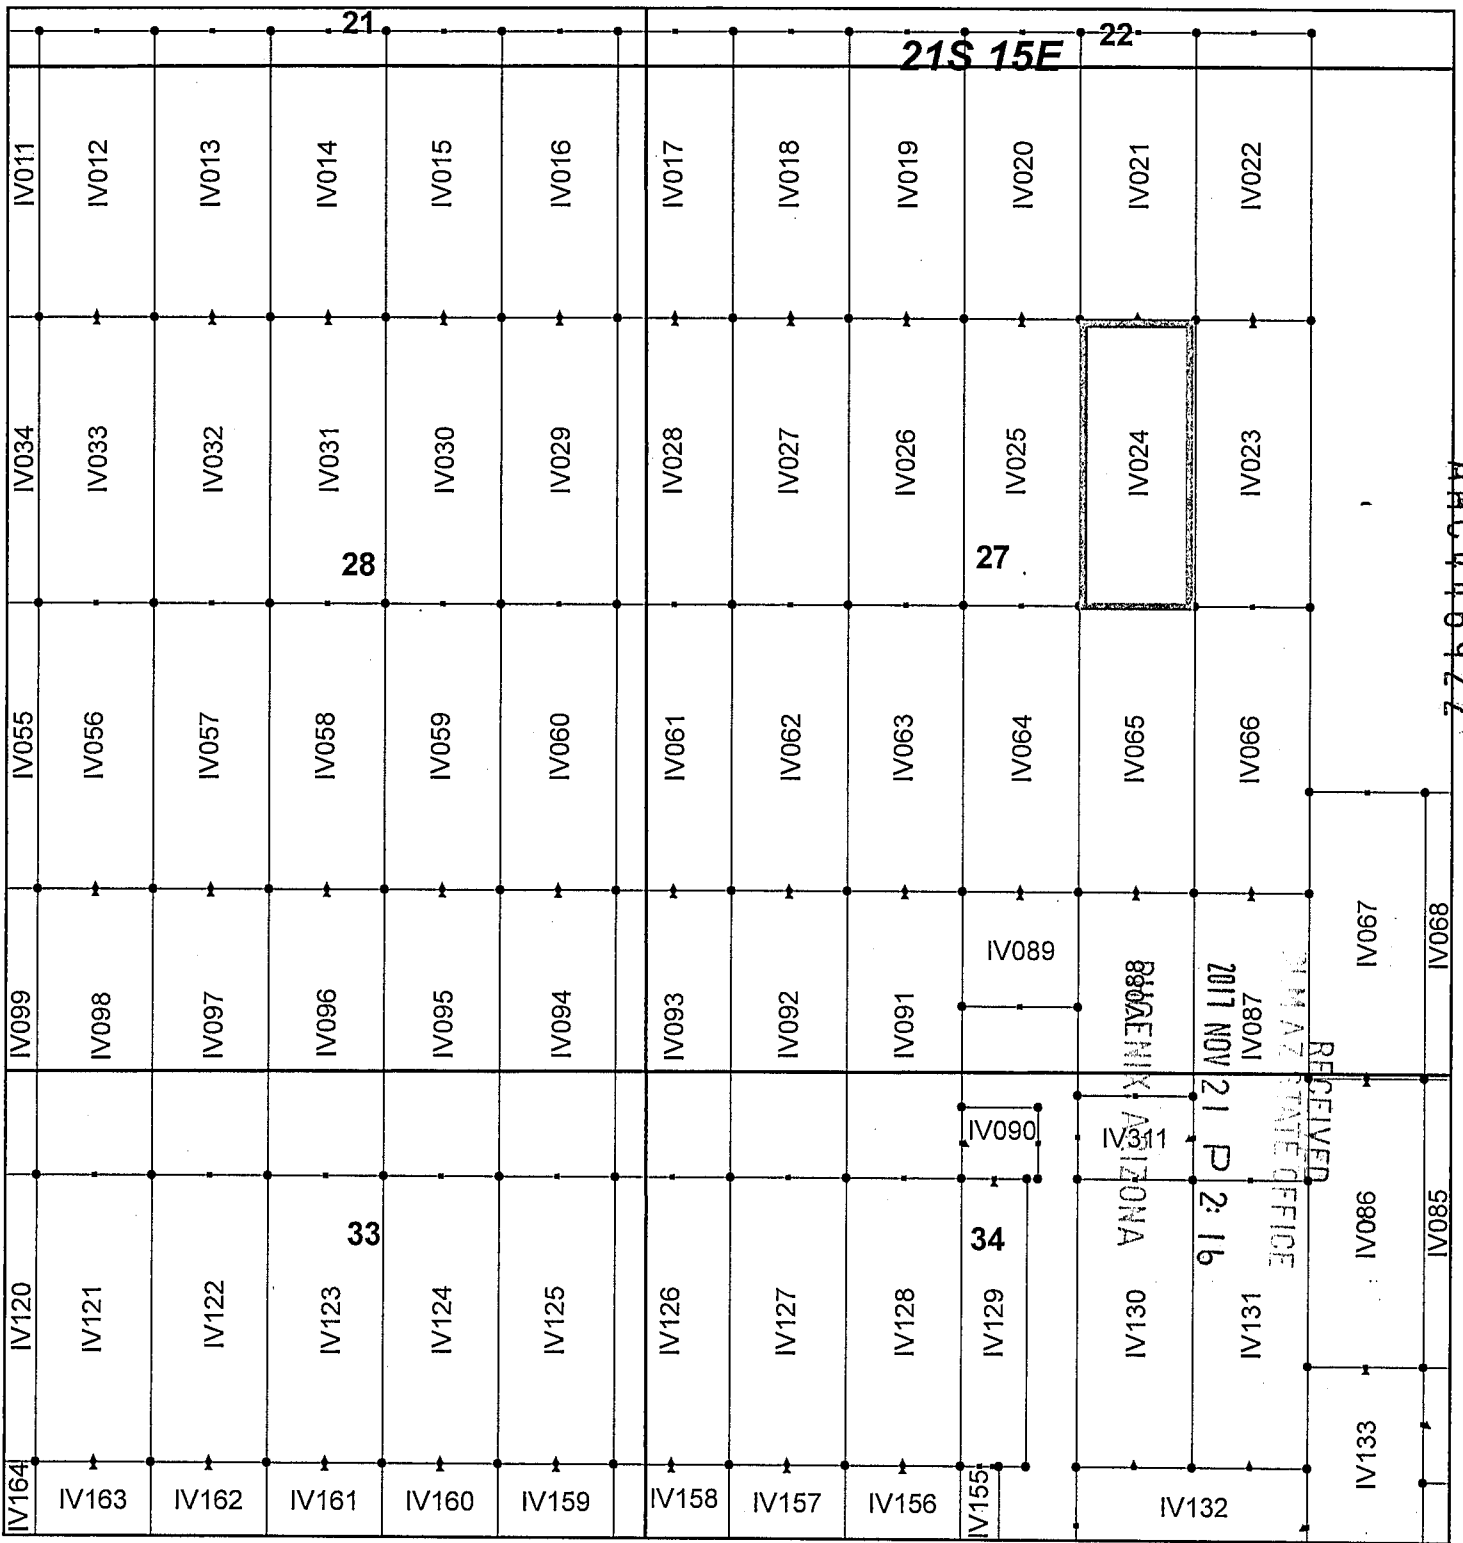 21 22
21S 15E
IV011 IV012 IV013 IV014 IV015 IV016 IV017 IV018 IV019 IV020 IV021 IV022
IV034 IV033 IV032 IV031 IV030 IV029 IV028 IV027 IV026 IV025 IV024 IV023
28 27
IV055 IV056 IV057 IV058 IV059 IV060 IV061 IV062 IV063 IV064 IV065 IV066
IV067 IV068
IV089
IV099 IV098 IV097 IV096 IV095 IV094 IV093 IV092 IV091 IV087
RECEIVED
STATE OFFICE
2017 NOV 21 P 2:16
ARIZONA
IV090 IV311
33 34
IV086 IV085
IV120 IV121 IV122 IV123 IV124 IV125 IV126 IV127 IV128 IV129 IV130 IV131
IV133
IV164 IV163 IV162 IV161 IV160 IV159 IV158 IV157 IV156 IV155 IV132